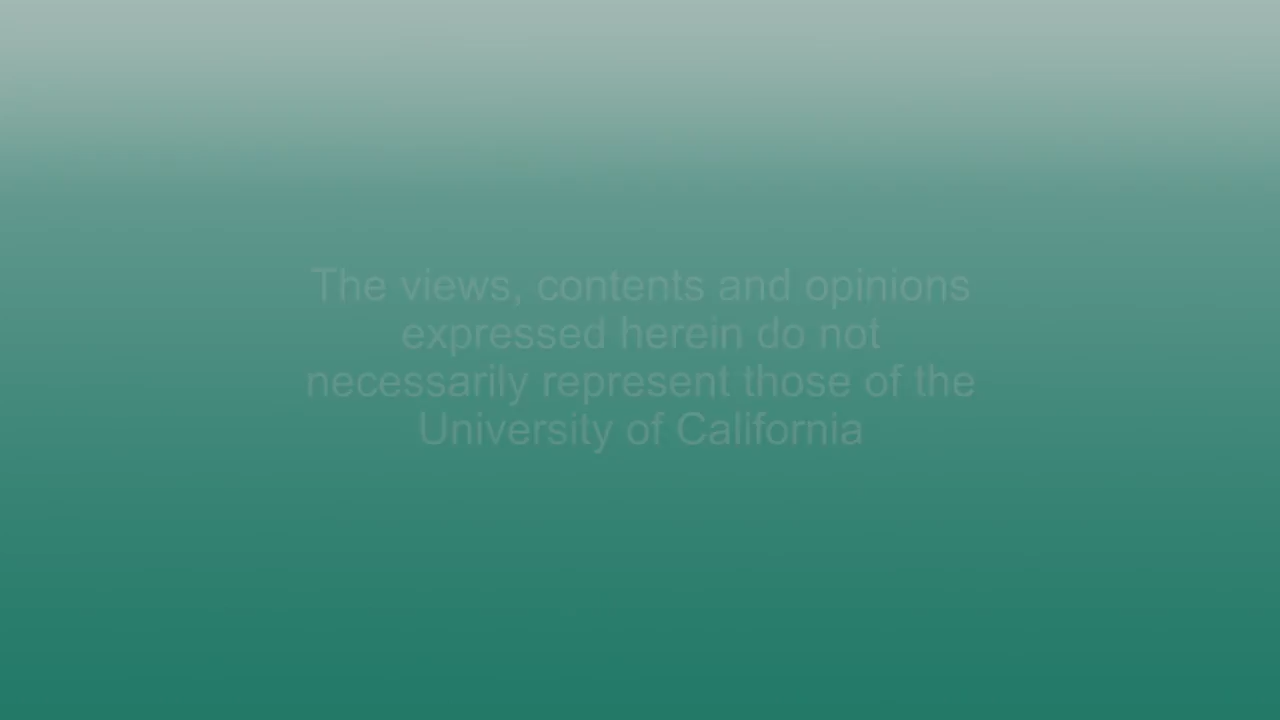 The views, contents and opinions
expressed herein do not
necessarily represent those of the
University of California